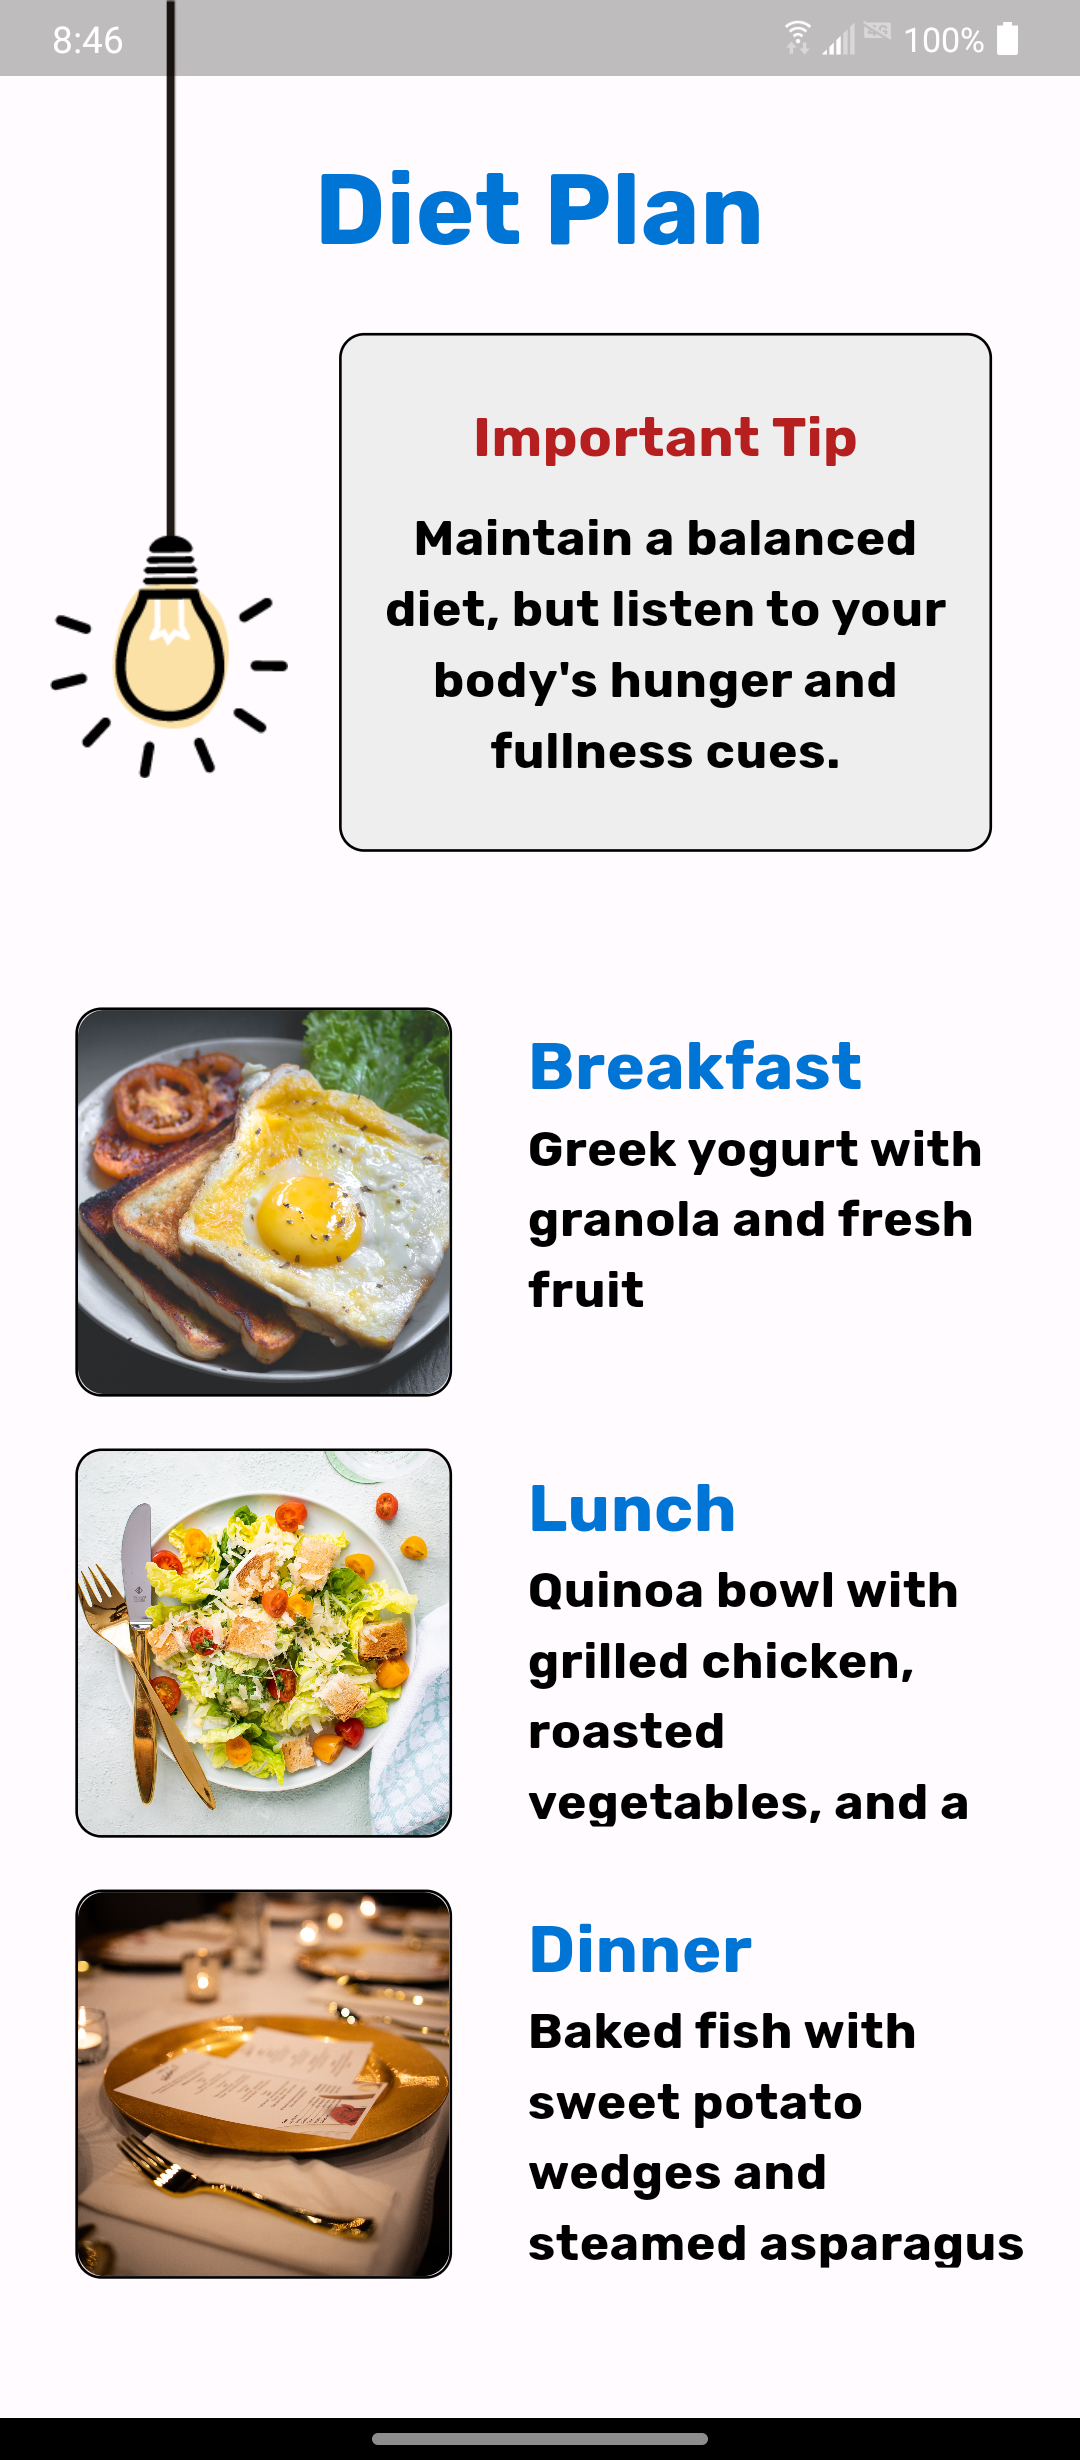 8:46
100%
Diet Plan
Important Tip
Maintain a balanced
diet, but listen to your
body's hunger and
fullness cues.
Breakfast
Greek yogurt with
granola and fresh
fruit
Lunch
Quinoa bowl with
grilled chicken,
roasted
vegetables, and a
Dinner
Baked fish with
sweet potato
wedges and
steamed asparagus